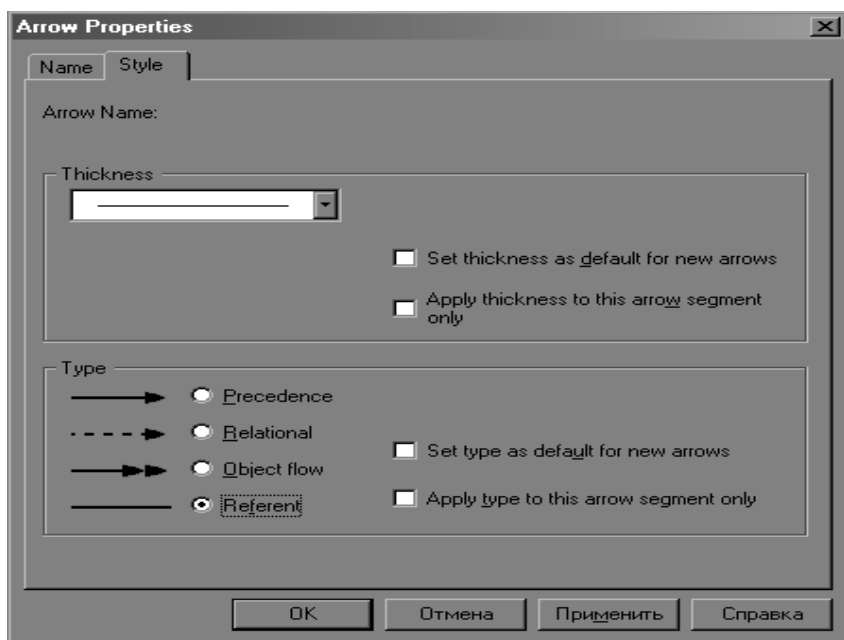 Arrow Properties
Name
Style
Arrow Name:
Thickness
Set thickness as default for new arrows
Apply thickness to this arrow segment
only
Type
Precedence
Relational
Object flow
Referent
Set type as default for new arrows
Apply type to this arrow segment only
OK
Отмена
Применить
Справка